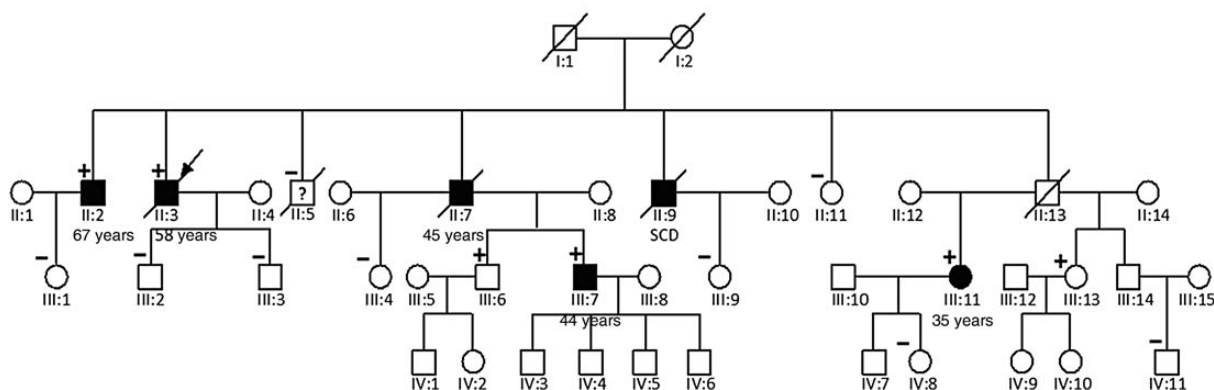 I:1 I:2
+ + − −
?
II:1 II:2 II:3 II:4 II:5 II:6 II:7 II:8 II:9 II:10 II:11 II:12 II:13 II:14
67 years 58 years 45 years SCD
− − − − + + − + +
III:1 III:2 III:3 III:4 III:5 III:6 III:7 III:8 III:9 III:10 III:11 III:12 III:13 III:14 III:15
44 years 35 years
− −
IV:1 IV:2 IV:3 IV:4 IV:5 IV:6 IV:7 IV:8 IV:9 IV:10 IV:11